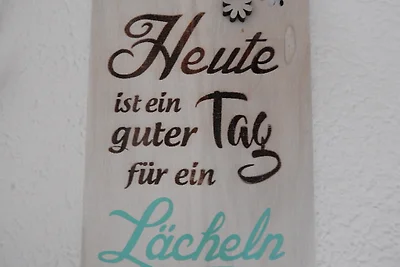 Heute
ist ein
guter Tag
für ein
Lächeln